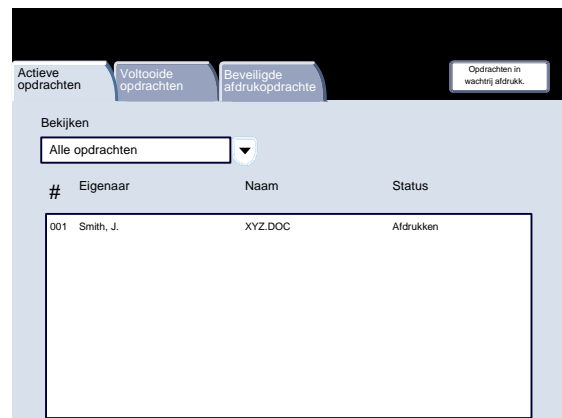 Actieve
opdrachten
Voltooide
opdrachten
Beveiligde
afdrukopdrachte
Opdrachten in
wachtrij afdrukk.
Bekijken
Alle opdrachten
# Eigenaar Naam Status
001 Smith, J. XYZ.DOC Afdrukken